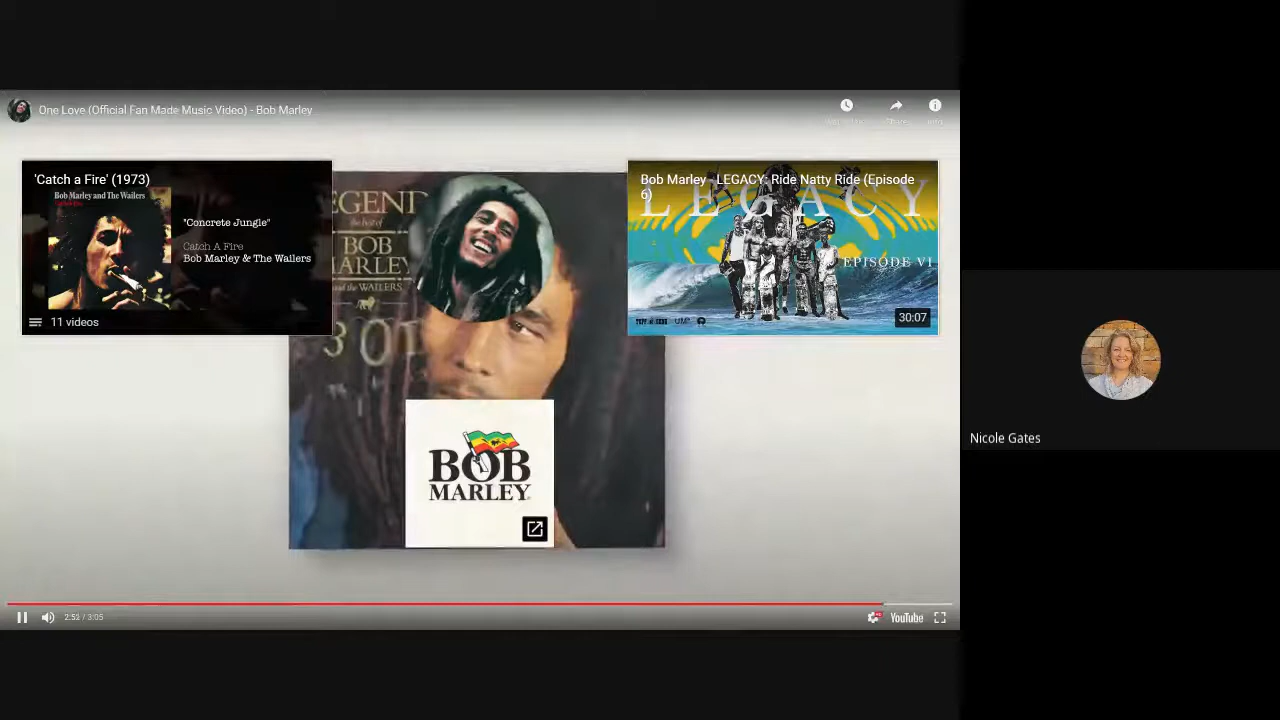 One Love (Official Fan Made Music Video) - Bob Marley
'Catch a Fire' (1973)
Bob Marley and The Wailers
"Concrete Jungle"
Catch A Fire
Bob Marley & The Wailers
11 videos
EGEND
the best of
BOB
MARLEY
and the WAILERS
301
Bob Marley - LEGACY: Ride Natty Ride (Episode
6)
LEGACY
EPISODE VI
30:07
BOB
MARLEY
Nicole Gates
2:52 / 3:05
YouTube